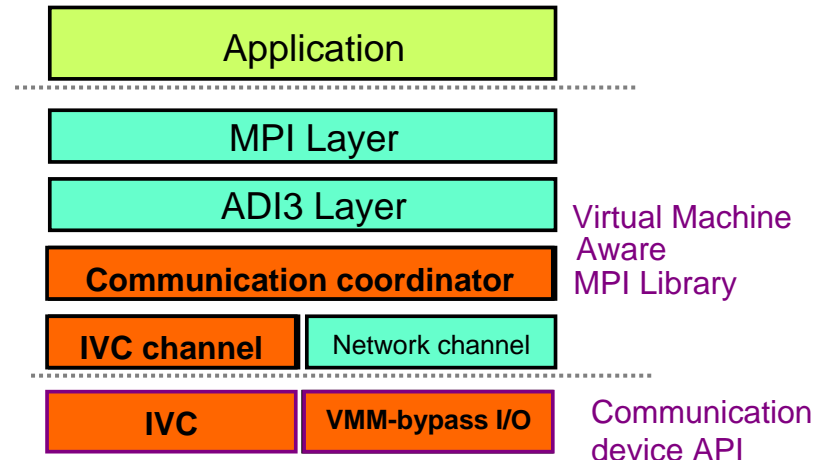 Application
MPI Layer
ADI3 Layer
Virtual Machine
Aware
MPI Library
Communication coordinator
IVC channel
Network channel
IVC
VMM-bypass I/O
Communication
device API